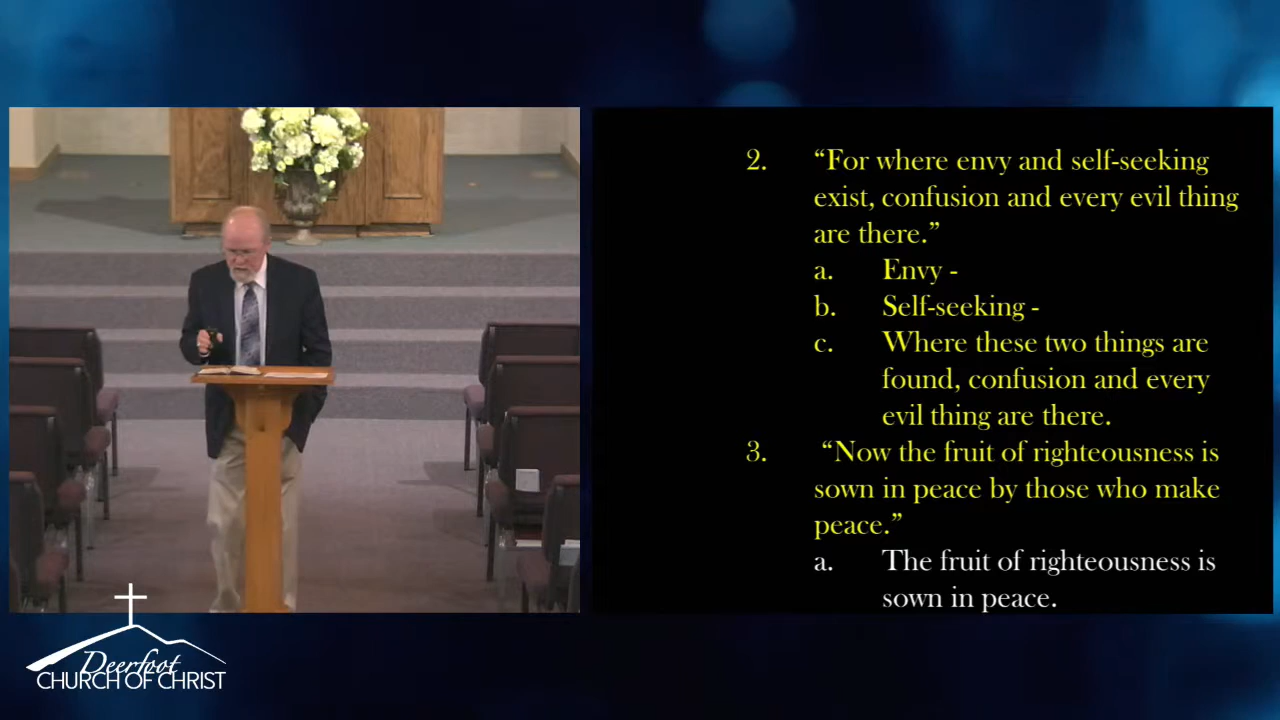 2. “For where envy and self-seeking
exist, confusion and every evil thing
are there.”
a. Envy -
b. Self-seeking -
c. Where these two things are
found, confusion and every
evil thing are there.
3. “Now the fruit of righteousness is
sown in peace by those who make
peace.”
a. The fruit of righteousness is
sown in peace.
Deerfoot
CHURCH OF CHRIST